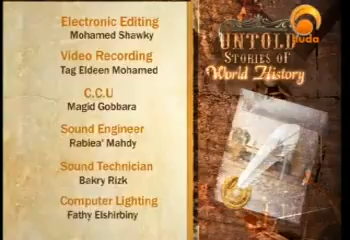 Electronic Editing
Mohamed Shawky
Video Recording
Tag Eldeen Mohamed
C.C.U
Magid Gobbara
Sound Engineer
Rabiea' Mahdy
Sound Technician
Bakry Rizk
Computer Lighting
Fathy Elshirbiny
huda
UNTOLD
STORIES OF
World History